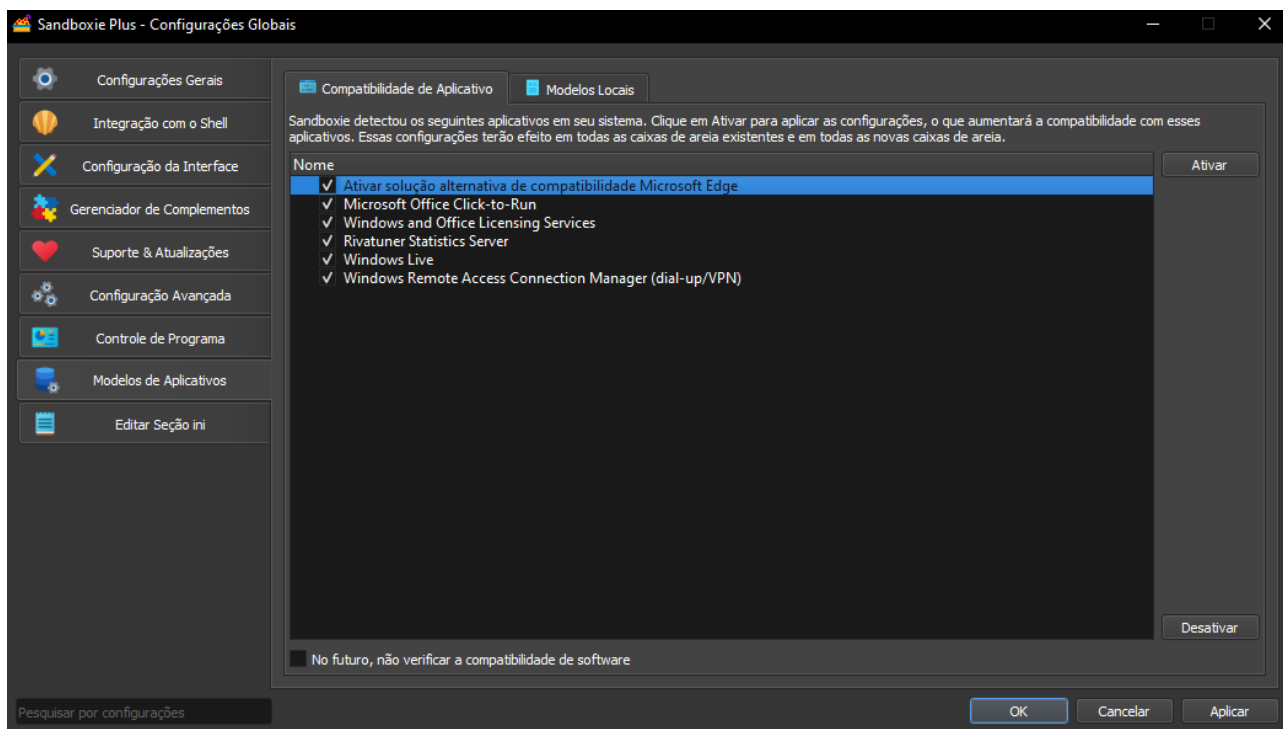 Sandboxie Plus - Configurações Globais
Configurações Gerais
Integração com o Shell
Configuração da Interface
Gerenciador de Complementos
Suporte & Atualizações
Configuração Avançada
Controle de Programa
Modelos de Aplicativos
Editar Seção ini
Pesquisar por configurações
Compatibilidade de Aplicativo
Modelos Locais
Sandboxie detectou os seguintes aplicativos em seu sistema. Clique em Ativar para aplicar as configurações, o que aumentará a compatibilidade com esses
aplicativos. Essas configurações terão efeito em todas as caixas de areia existentes e em todas as novas caixas de areia.
Nome
Ativar solução alternativa de compatibilidade Microsoft Edge
Microsoft Office Click-to-Run
Windows and Office Licensing Services
Rivatuner Statistics Server
Windows Live
Windows Remote Access Connection Manager (dial-up/VPN)
Ativar
Desativar
No futuro, não verificar a compatibilidade de software
OK
Cancelar
Aplicar